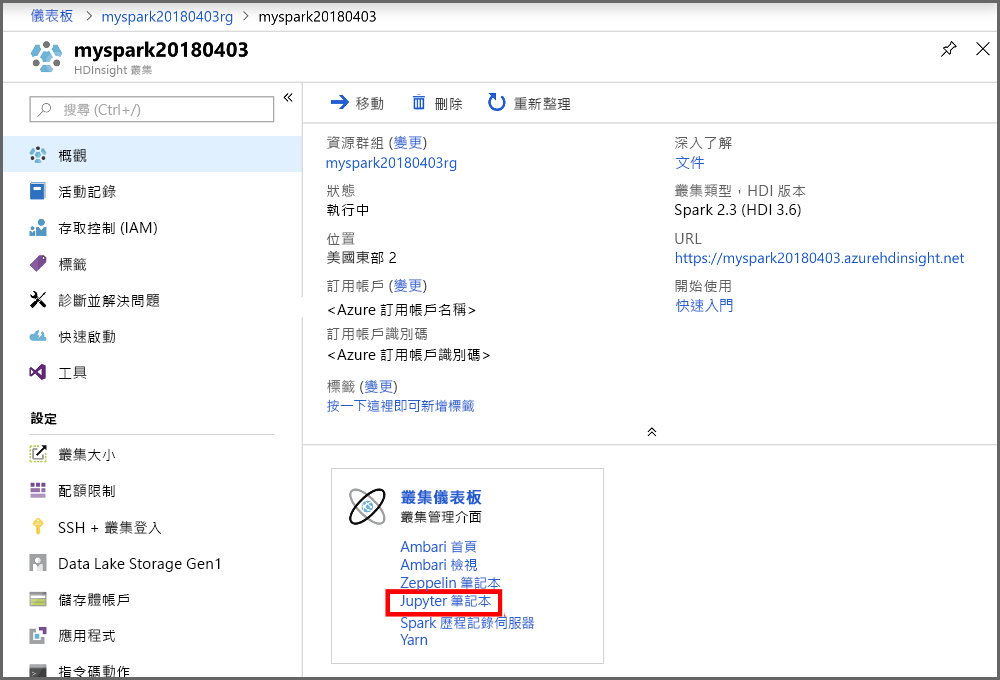 儀表板 > myspark20180403rg > myspark20180403
myspark20180403
HDInsight 叢集
搜尋 (Ctrl+/)
概觀
活動記錄
存取控制 (IAM)
標籤
診斷並解決問題
快速啟動
工具
設定
叢集大小
配額限制
SSH + 叢集登入
Data Lake Storage Gen1
儲存體帳戶
應用程式
指令碼動作
移動
刪除
重新整理
資源群組 (變更)
myspark20180403rg
狀態
執行中
位置
美國東部 2
訂用帳戶 (變更)
<Azure 訂用帳戶名稱>
訂用帳戶識別碼
<Azure 訂用帳戶識別碼>
標籤 (變更)
按一下這裡即可新增標籤
深入了解
文件
叢集類型，HDI 版本
Spark 2.3 (HDI 3.6)
URL
https://myspark20180403.azurehdinsight.net
開始使用
快速入門
叢集儀表板
叢集管理介面
Ambari 首頁
Ambari 檢視
Zeppelin 筆記本
Jupyter 筆記本
Spark 歷程記錄伺服器
Yarn